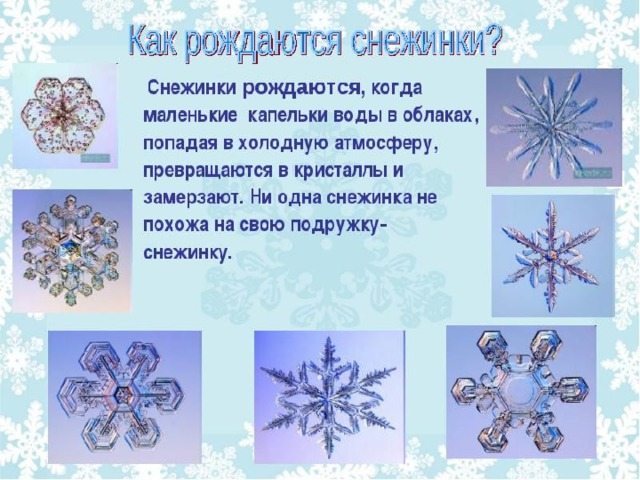 Как рождаются снежинки?
Снежинки рождаются, когда
маленькие капельки воды в облаках,
попадая в холодную атмосферу,
превращаются в кристаллы и
замерзают. Ни одна снежинка не
похожа на свою подружку-
снежинку.